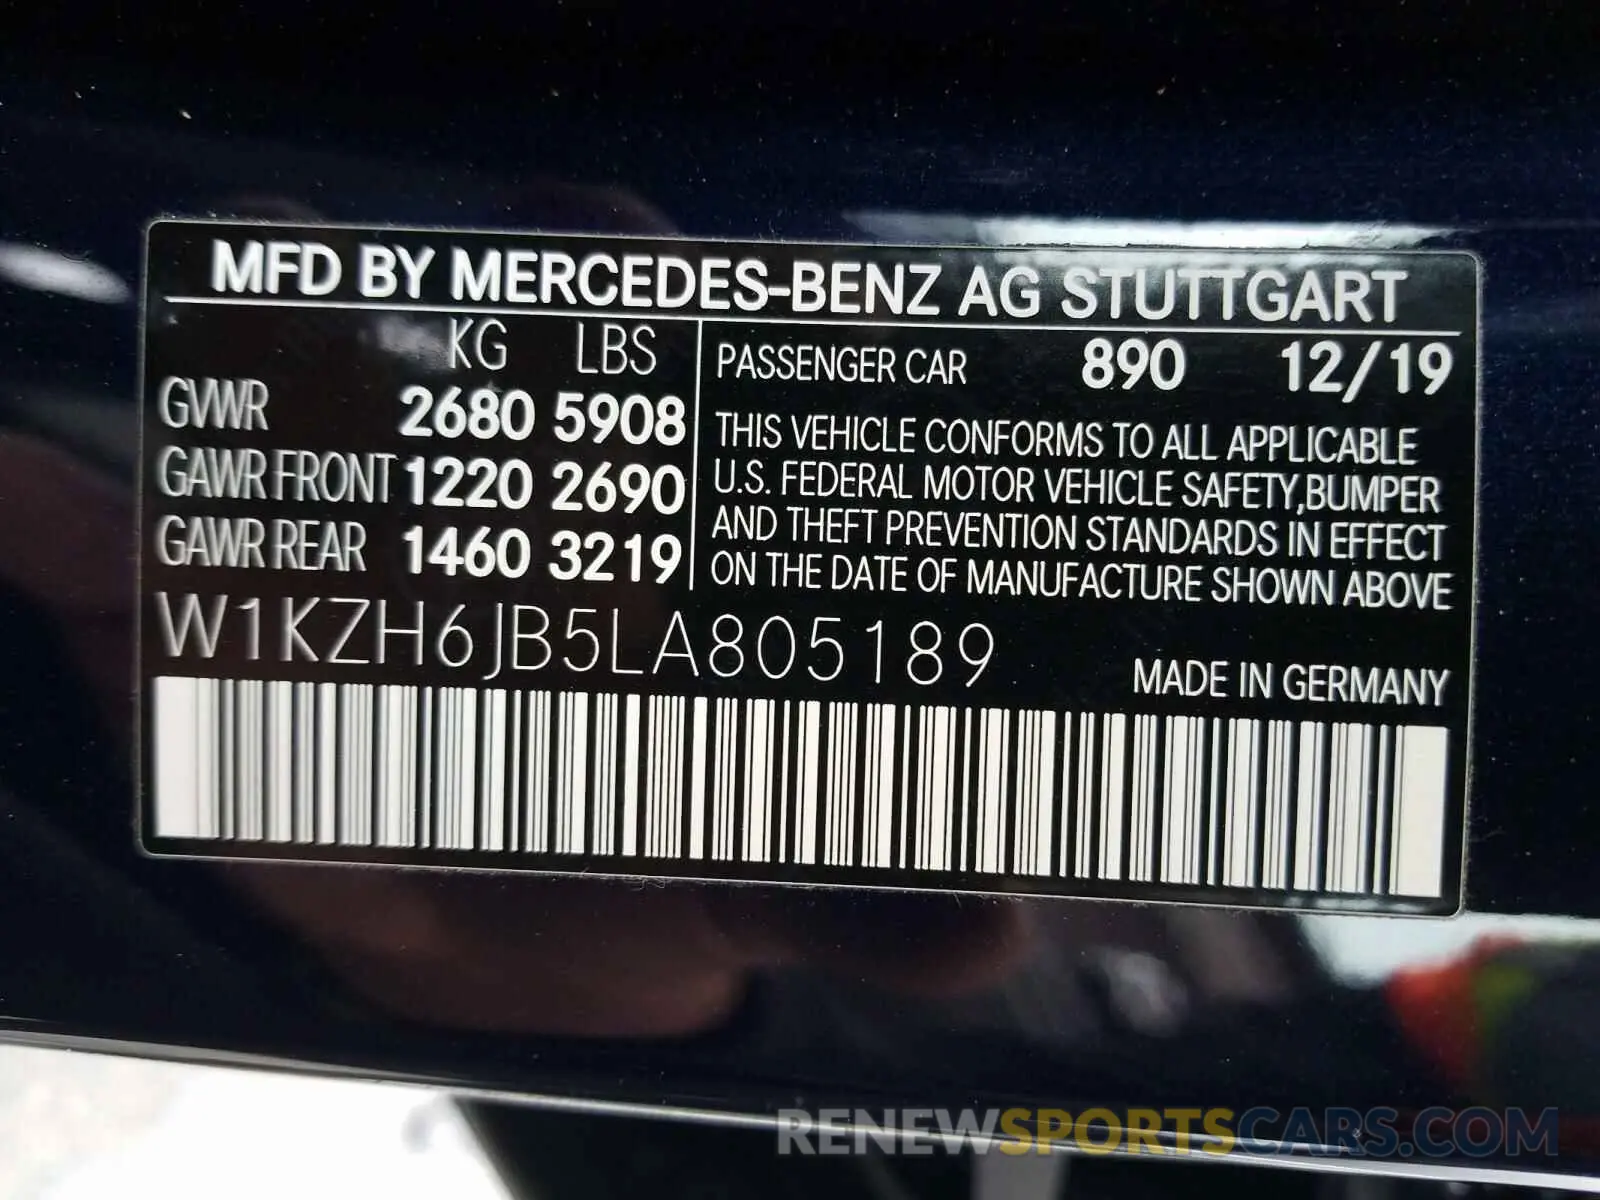 MFD BY MERCEDES-BENZ AG STUTTGART
KG LBS
GVWR 2680 5908
GAWR FRONT 1220 2690
GAWR REAR 1460 3219
PASSENGER CAR 890 12/19
THIS VEHICLE CONFORMS TO ALL APPLICABLE
U.S. FEDERAL MOTOR VEHICLE SAFETY,BUMPER
AND THEFT PREVENTION STANDARDS IN EFFECT
ON THE DATE OF MANUFACTURE SHOWN ABOVE
W1KZH6JB5LA805189
MADE IN GERMANY
RENEWSPORTSCARS.COM